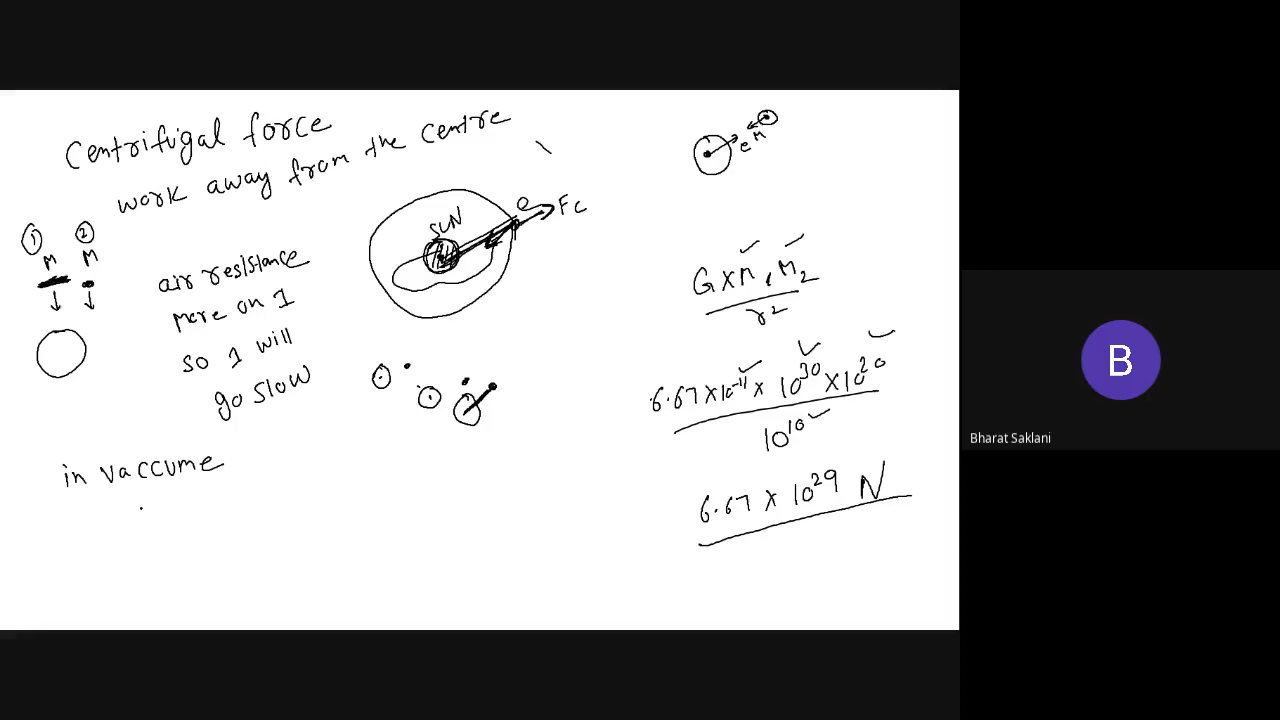 Centrifigal force
work away from the centre
1 2
M M
air resistance
more on 1
so 1 will
go slow
in vaccume
SUN
e
Fc
e M
G x M1 M2
r2
6.67 x 10-11 x 10^30 x 10^20
10^10
6.67 x 10^29 N
B
Bharat Saklani